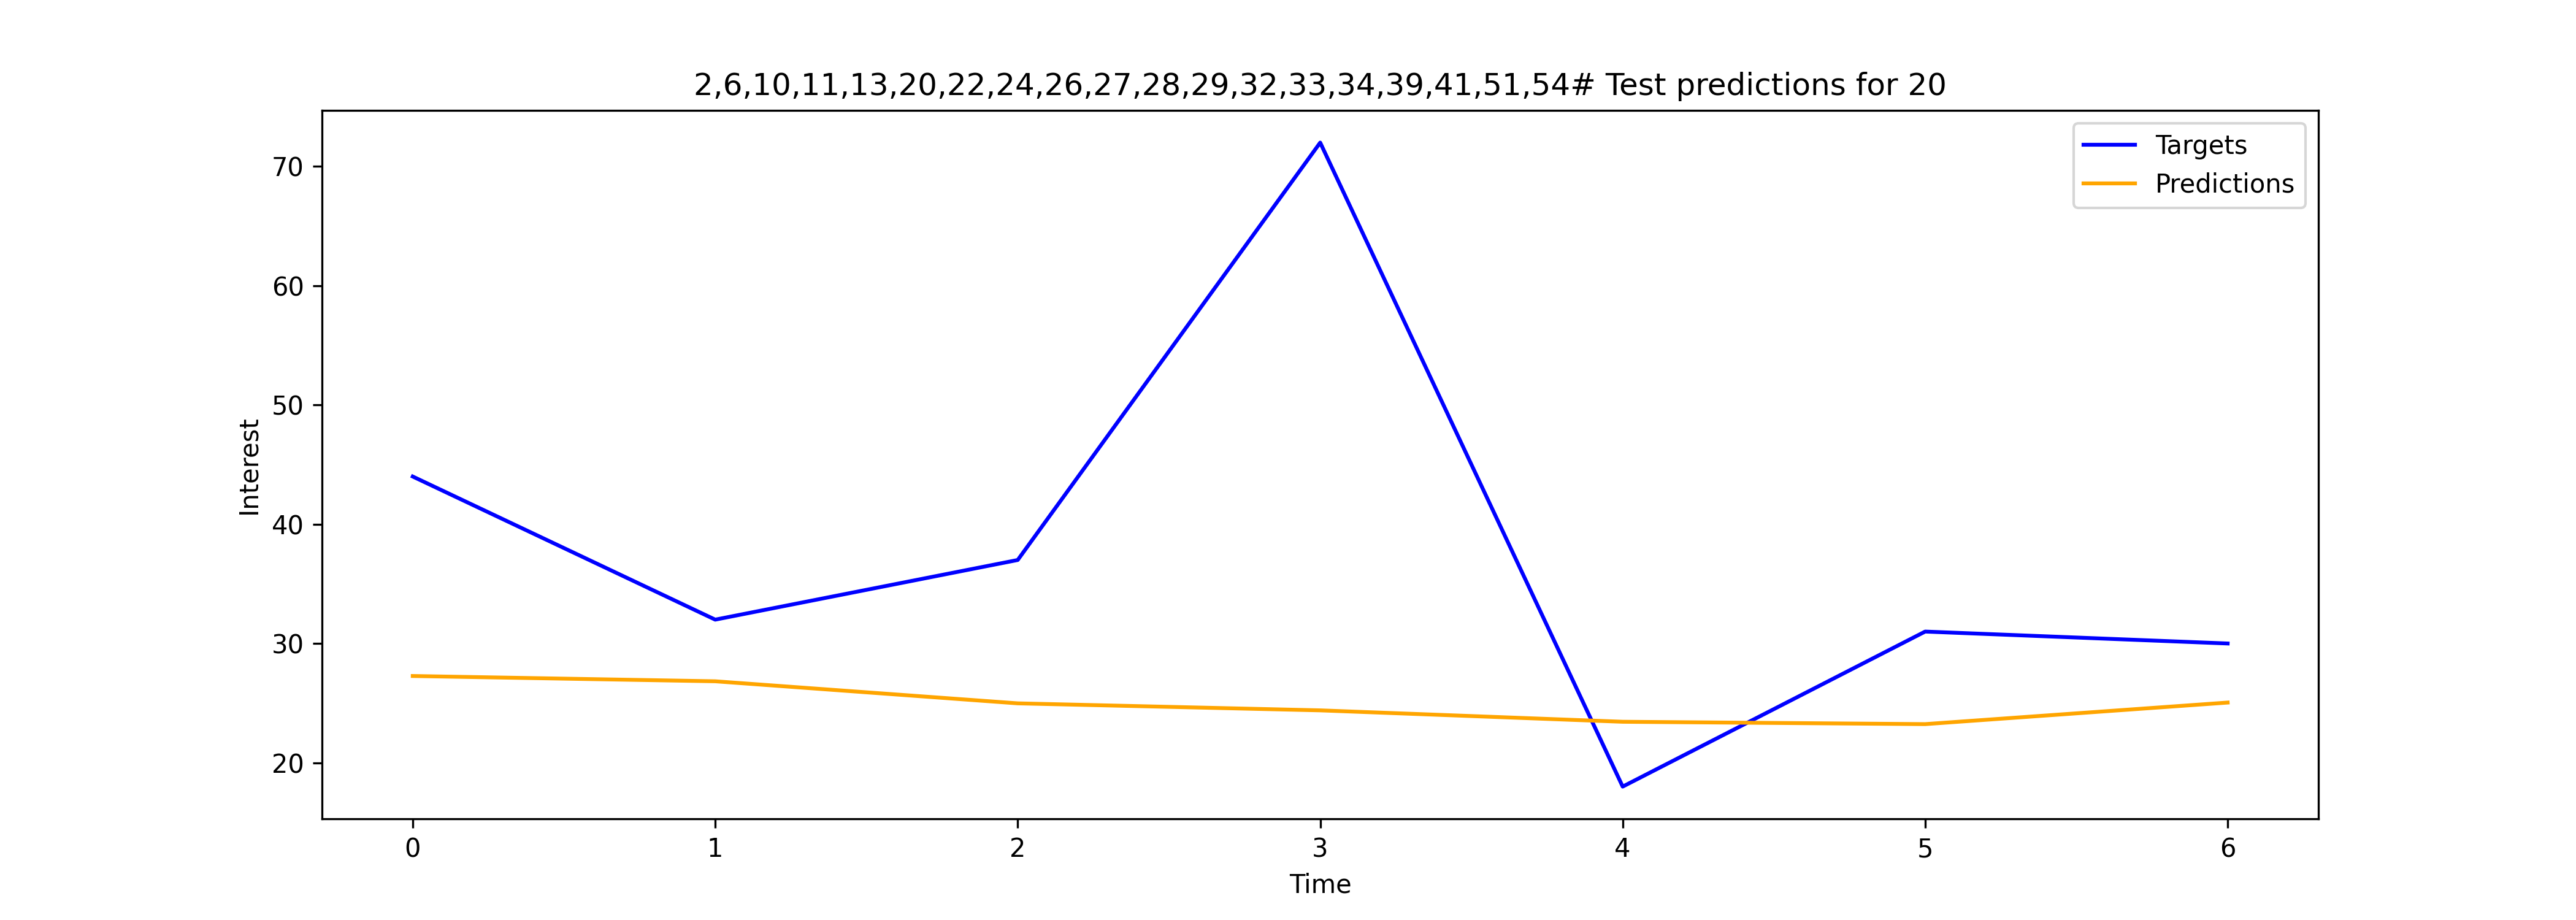 2,6,10,11,13,20,22,24,26,27,28,29,32,33,34,39,41,51,54# Test predictions for 20
Targets
Predictions
70
60
50
40
30
20
Interest
0 1 2 3 4 5 6
Time